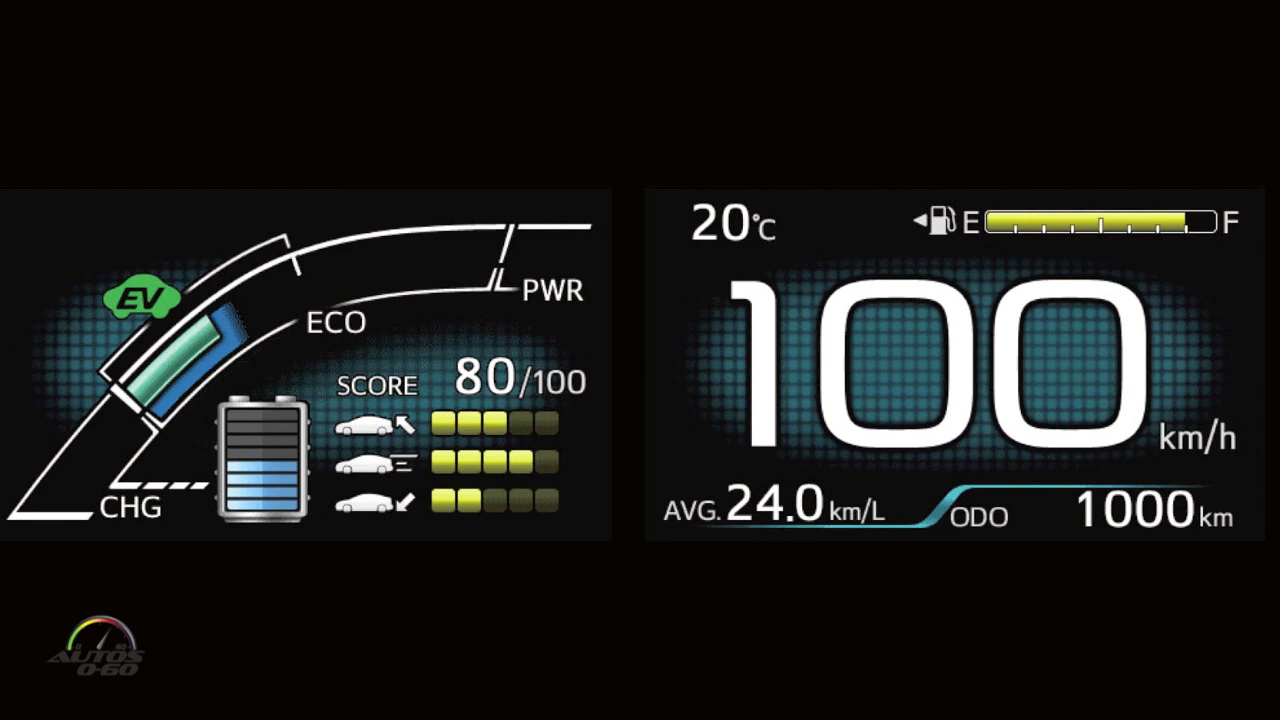 EV
PWR
ECO
SCORE 80/100
CHG
20°C
E F
100 km/h
AVG. 24.0 km/L
ODO 1000 km
AUTOS
0-60